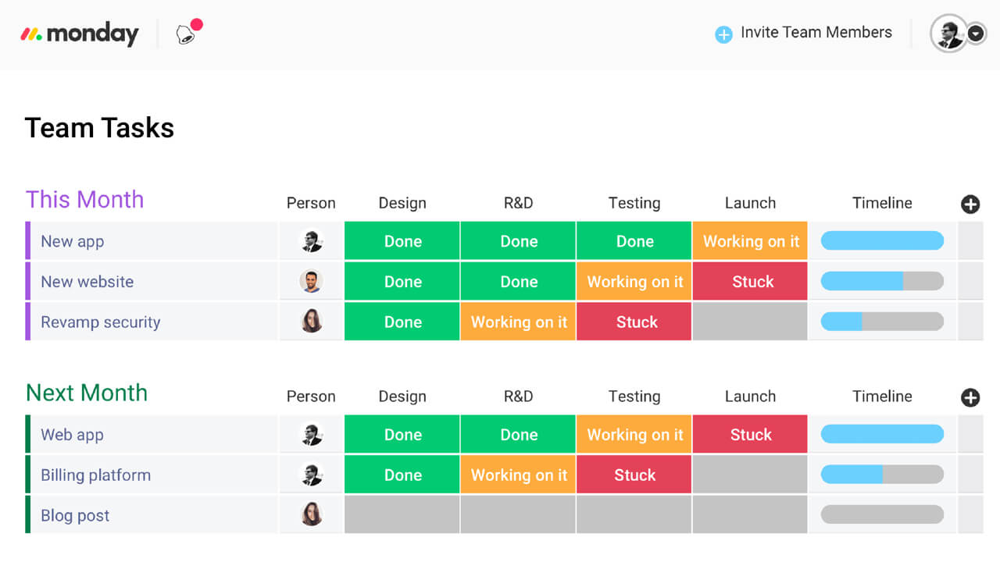 monday
Invite Team Members
Team Tasks
This Month Person Design R&D Testing Launch Timeline
New app Done Done Done Working on it
New website Done Done Working on it Stuck
Revamp security Done Working on it Stuck
Next Month Person Design R&D Testing Launch Timeline
Web app Done Done Working on it Stuck
Billing platform Done Working on it Stuck
Blog post